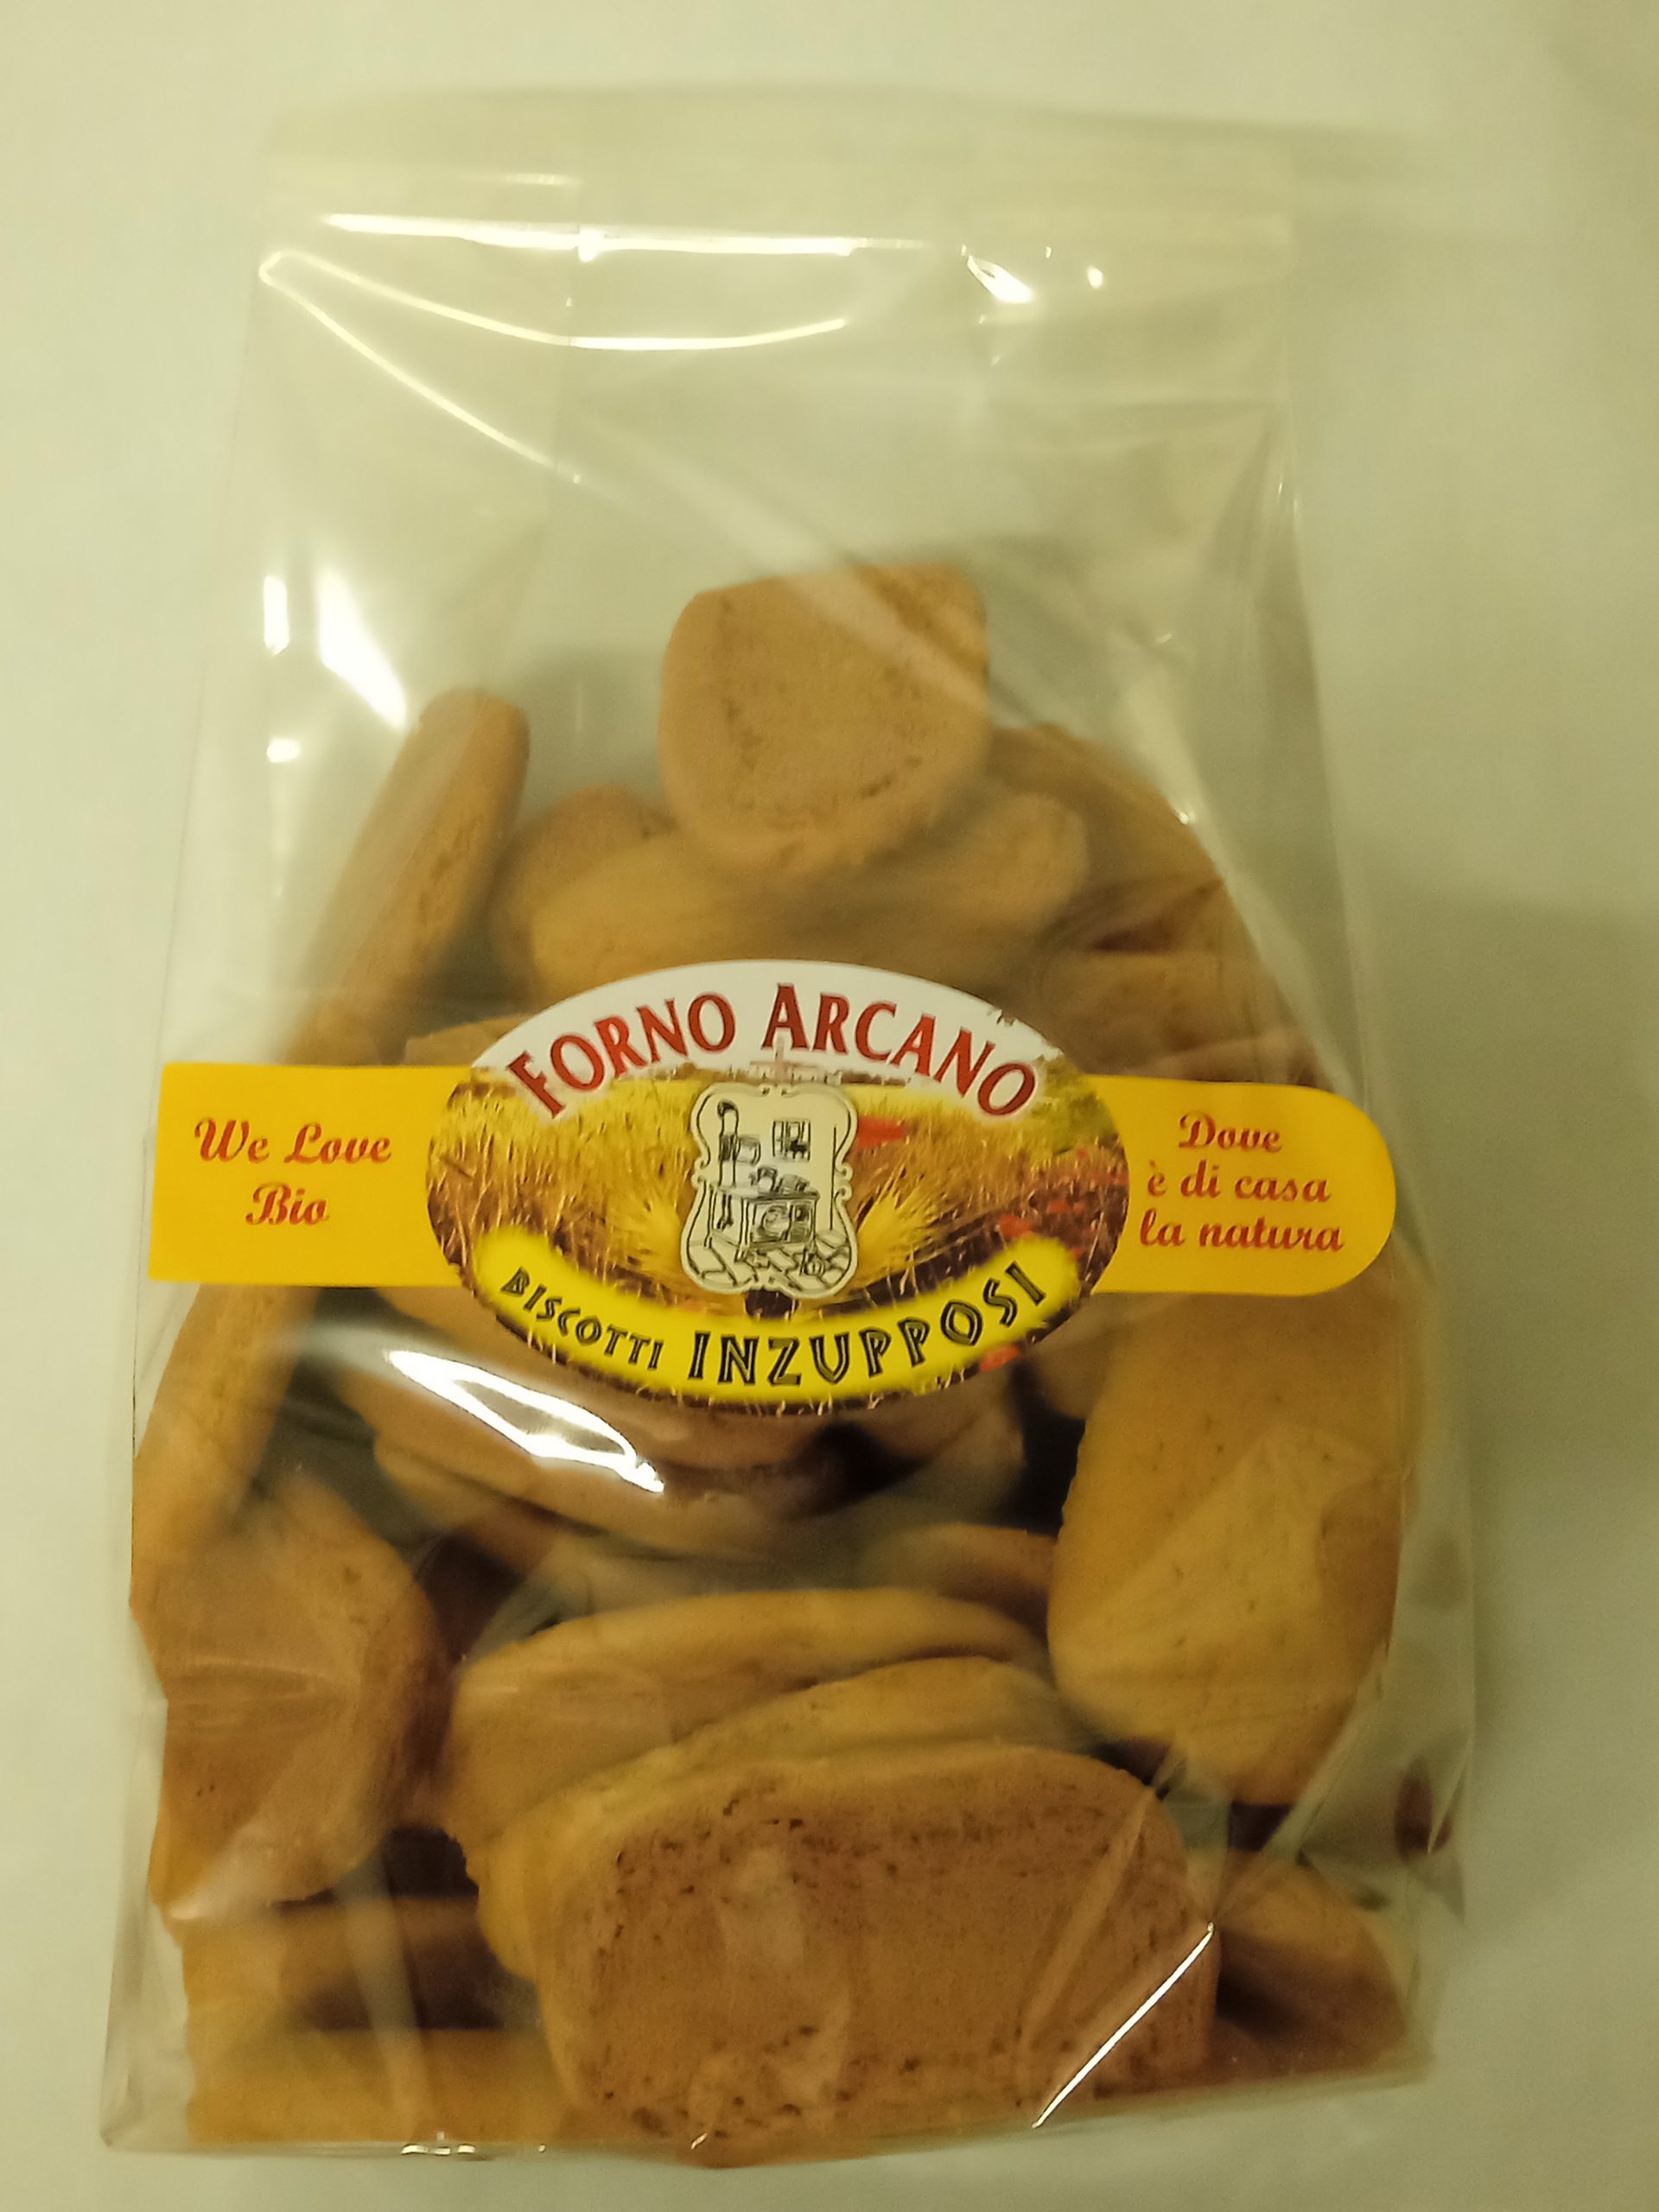 FORNO ARCANO
We Love
Bio
Dove
è di casa
la natura
BISCOTTI INZUPPOSI